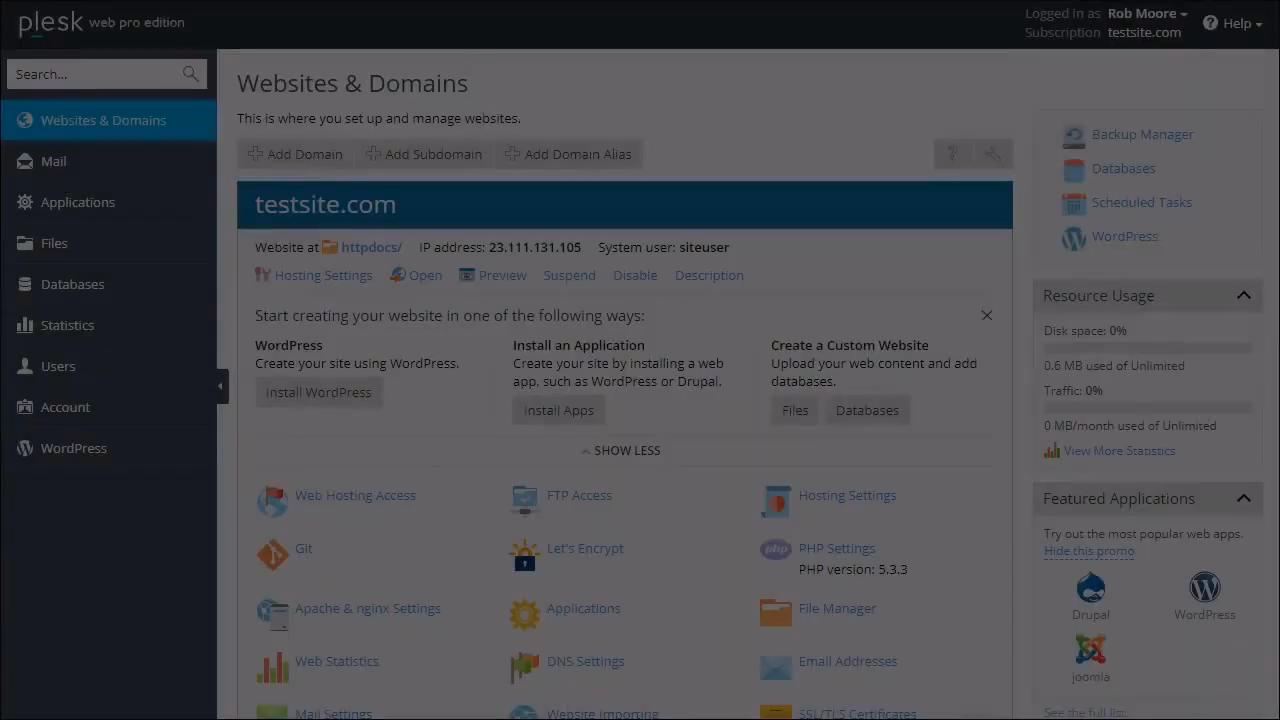 plesk web pro edition
Logged in as Rob Moore
Subscription testsite.com
Help
Search...
Websites & Domains
Mail
Applications
Files
Databases
Statistics
Users
Account
WordPress
Websites & Domains
This is where you set up and manage websites.
Add Domain Add Subdomain Add Domain Alias
testsite.com
Website at httpdocs/ IP address: 23.111.131.105 System user: siteuser
Hosting Settings Open Preview Suspend Disable Description
Start creating your website in one of the following ways:
WordPress
Create your site using WordPress.
Install WordPress
Install an Application
Create your site by installing a web
app, such as WordPress or Drupal.
Install Apps
Create a Custom Website
Upload your web content and add
databases.
Files Databases
SHOW LESS
Web Hosting Access FTP Access Hosting Settings
Git Let's Encrypt PHP Settings
PHP version: 5.3.3
Apache & nginx Settings Applications File Manager
Web Statistics DNS Settings Email Addresses
Mail Settings Website Importing SSL/TLS Certificates
Backup Manager
Databases
Scheduled Tasks
WordPress
Resource Usage
Disk space: 0%
0.6 MB used of Unlimited
Traffic: 0%
0 MB/month used of Unlimited
View More Statistics
Featured Applications
Try out the most popular web apps.
Hide this promo
Drupal WordPress
php
Joomla
See the full list: